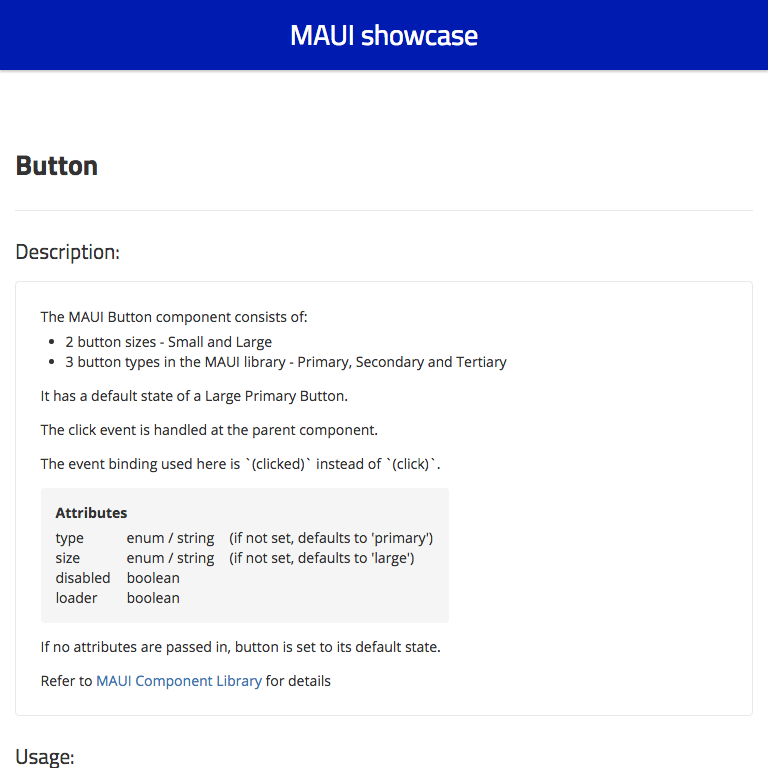 MAUI showcase
Button
Description:
The MAUI Button component consists of:
2 button sizes - Small and Large
3 button types in the MAUI library - Primary, Secondary and Tertiary
It has a default state of a Large Primary Button.
The click event is handled at the parent component.
The event binding used here is `(clicked)` instead of `(click)`.
Attributes
type enum / string (if not set, defaults to 'primary')
size enum / string (if not set, defaults to 'large')
disabled boolean
loader boolean
If no attributes are passed in, button is set to its default state.
Refer to MAUI Component Library for details
Usage: